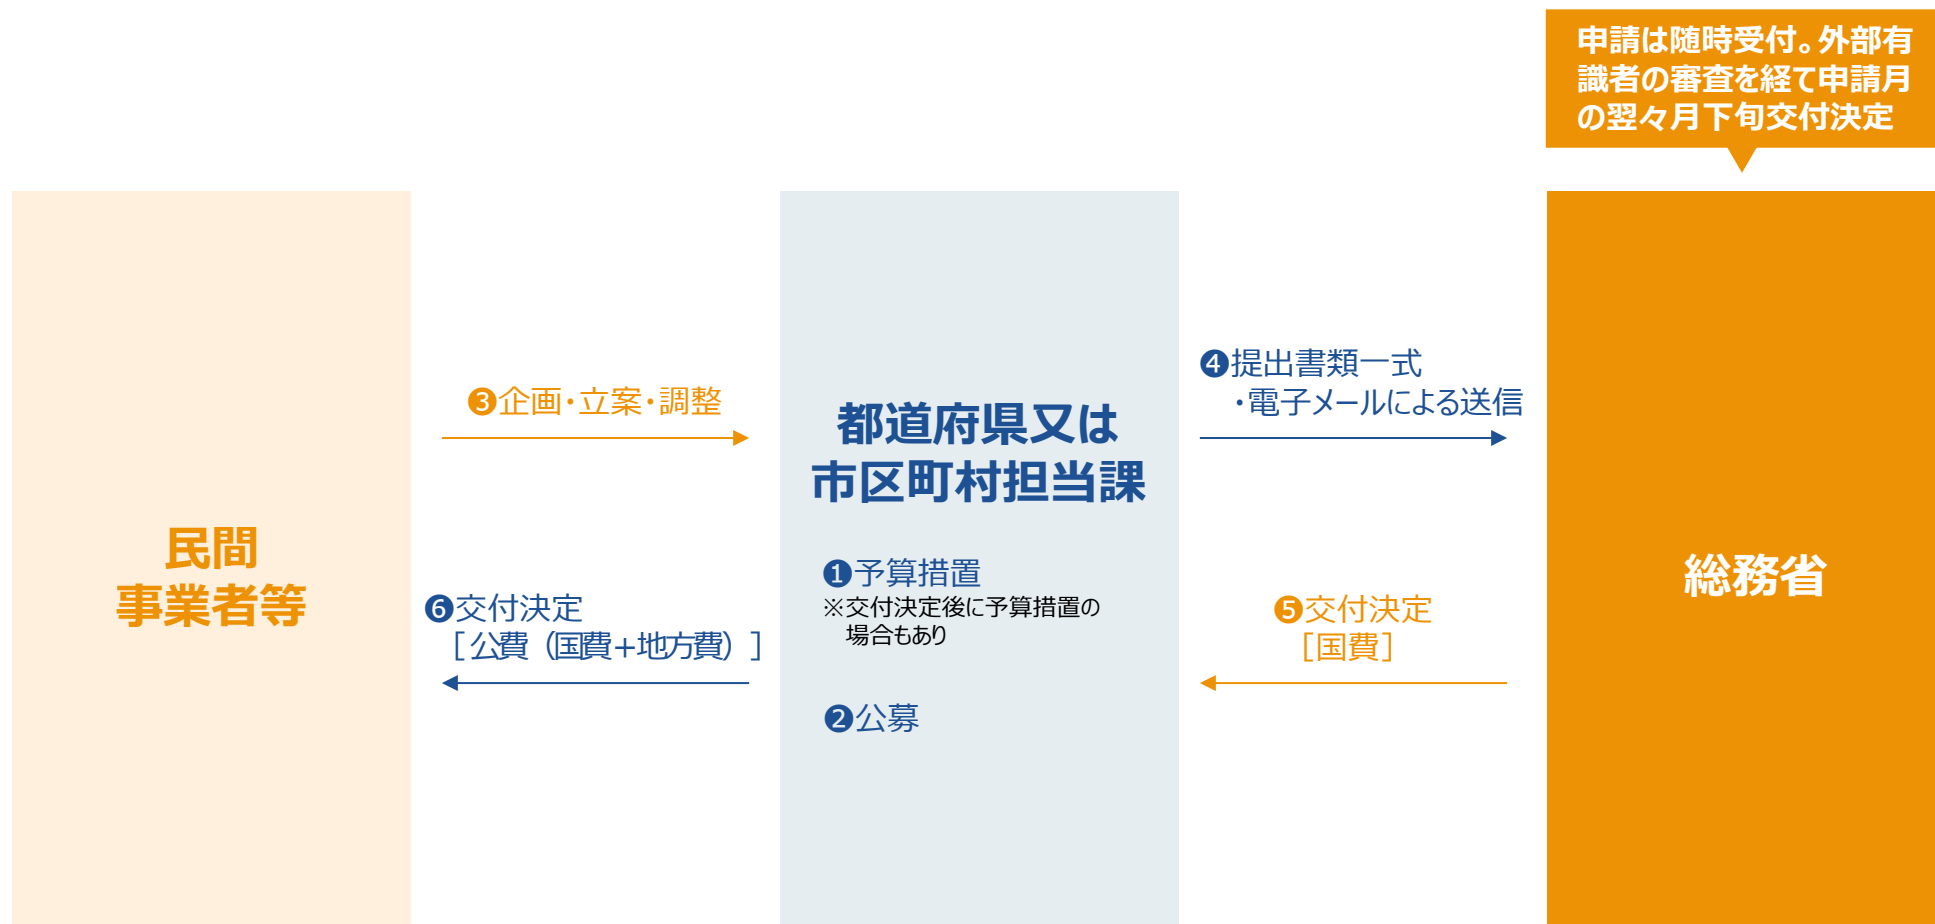 申請は随時受付。外部有
識者の審査を経て申請月
の翌々月下旬交付決定
民間
事業者等
❸企画・立案・調整
❻交付決定
［公費（国費+地方費）］
都道府県又は
市区町村担当課
❶予算措置
※交付決定後に予算措置の
場合もあり
❷公募
❹提出書類一式
・電子メールによる送信
❺交付決定
［国費］
総務省